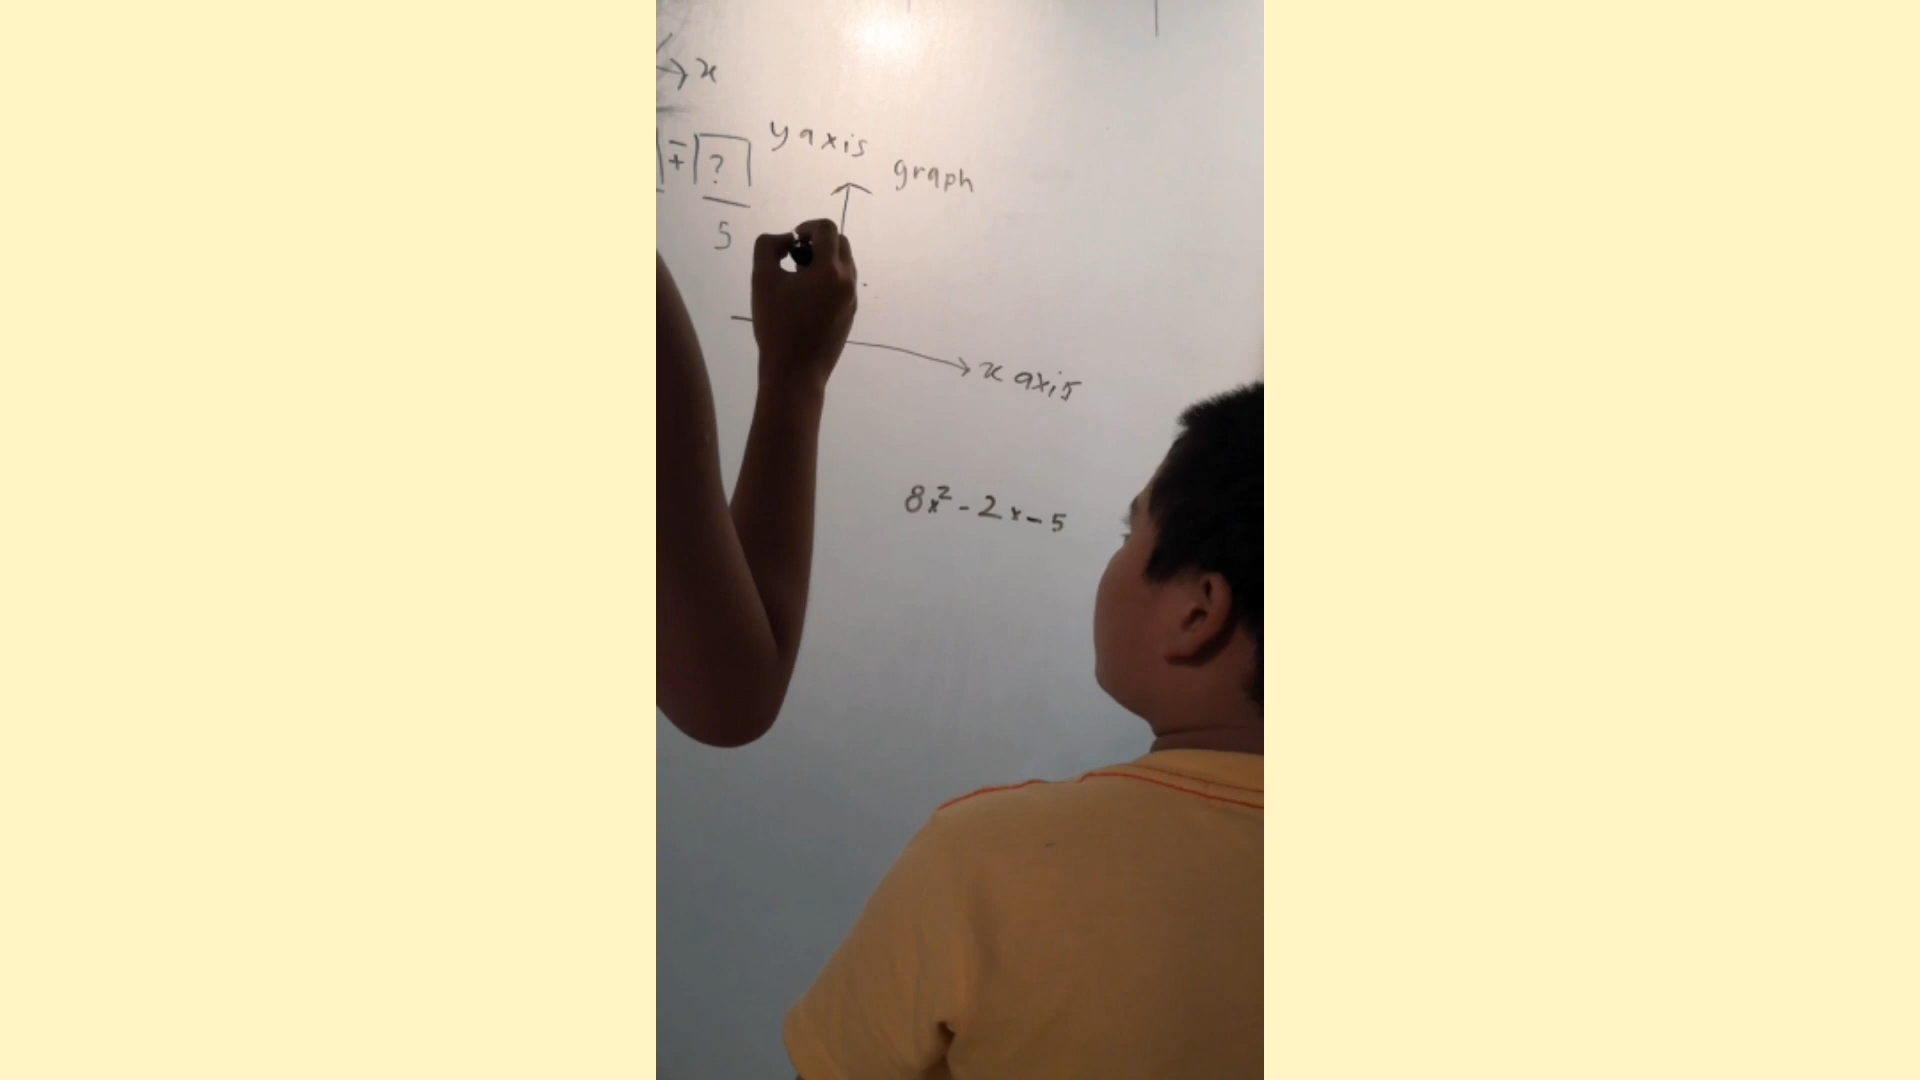 → x
∓ ?
5
y axis
graph
x axis
8x² - 2x - 5